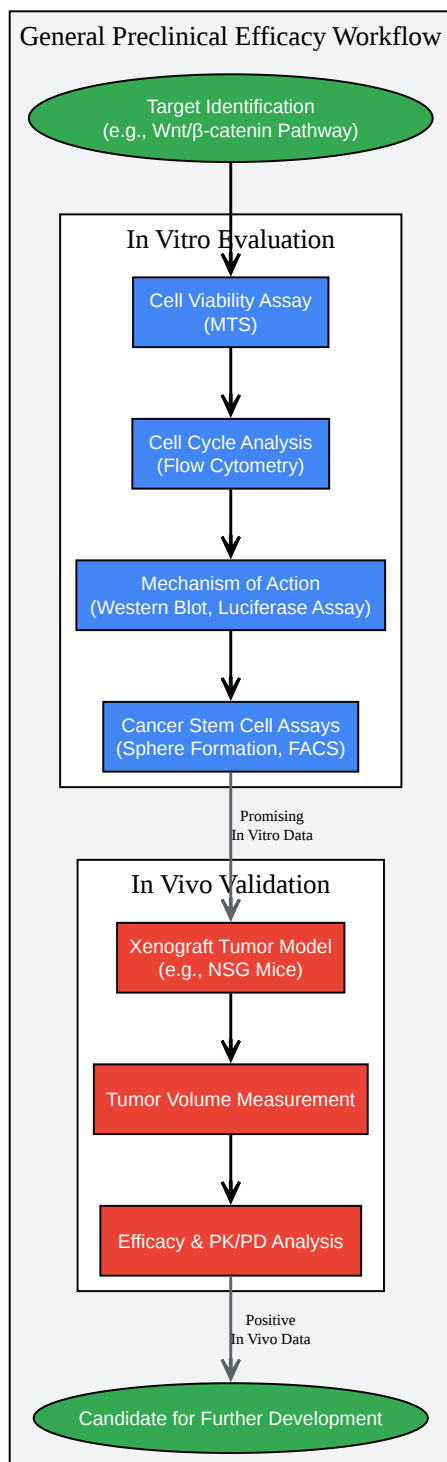 General Preclinical Efficacy Workflow
Target Identification
(e.g., Wnt/β-catenin Pathway)
In Vitro Evaluation
Cell Viability Assay
(MTS)
Cell Cycle Analysis
(Flow Cytometry)
Mechanism of Action
(Western Blot, Luciferase Assay)
Cancer Stem Cell Assays
(Sphere Formation, FACS)
Promising
In Vitro Data
In Vivo Validation
Xenograft Tumor Model
(e.g., NSG Mice)
Tumor Volume Measurement
Efficacy & PK/PD Analysis
Positive
In Vivo Data
Candidate for Further Development